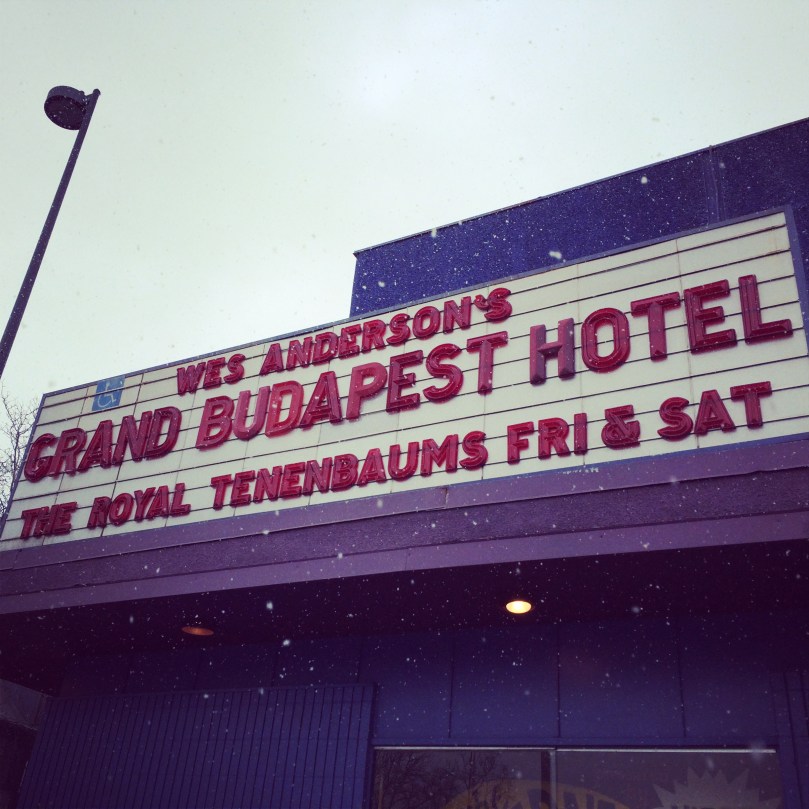 WES ANDERSON'S
GRAND BUDAPEST HOTEL
THE ROYAL TENENBAUMS FRI & SAT